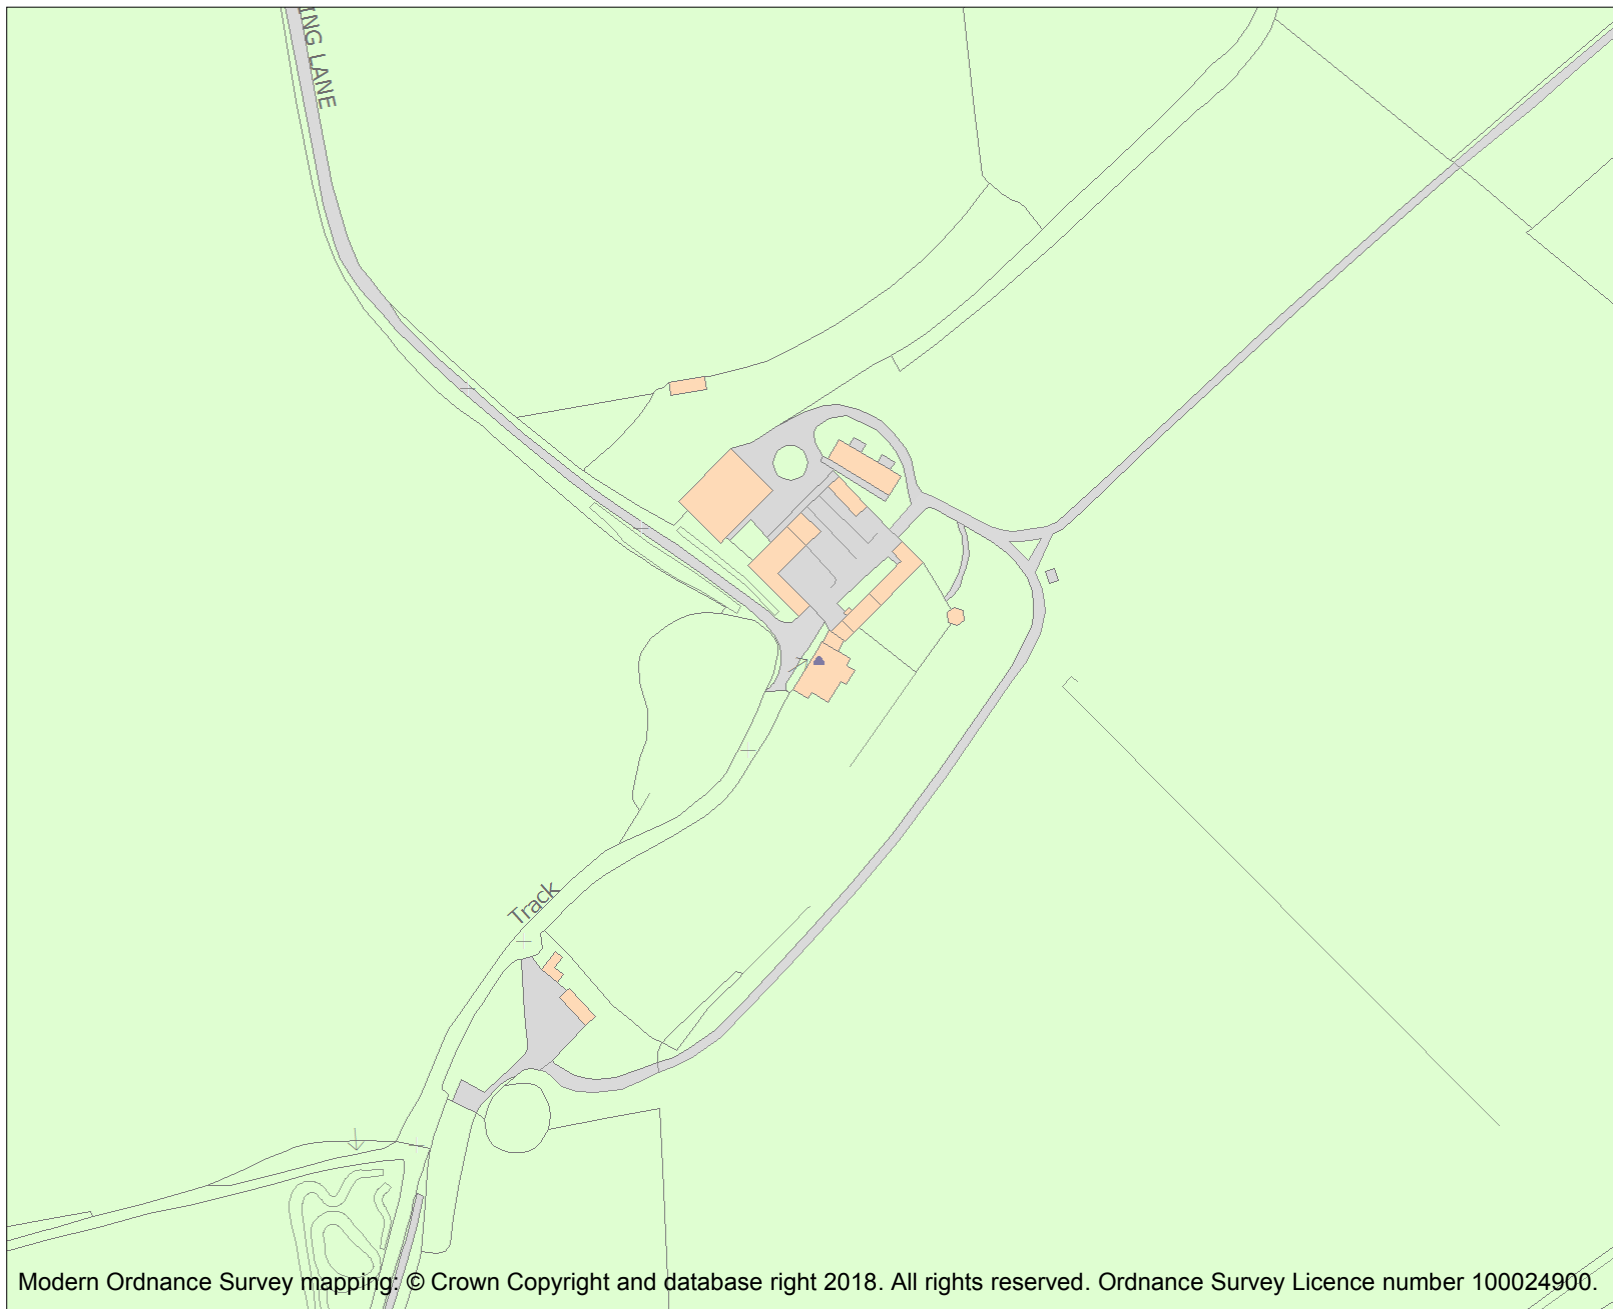 ING LANE
Track
Modern Ordnance Survey mapping: © Crown Copyright and database right 2018. All rights reserved. Ordnance Survey Licence number 100024900.